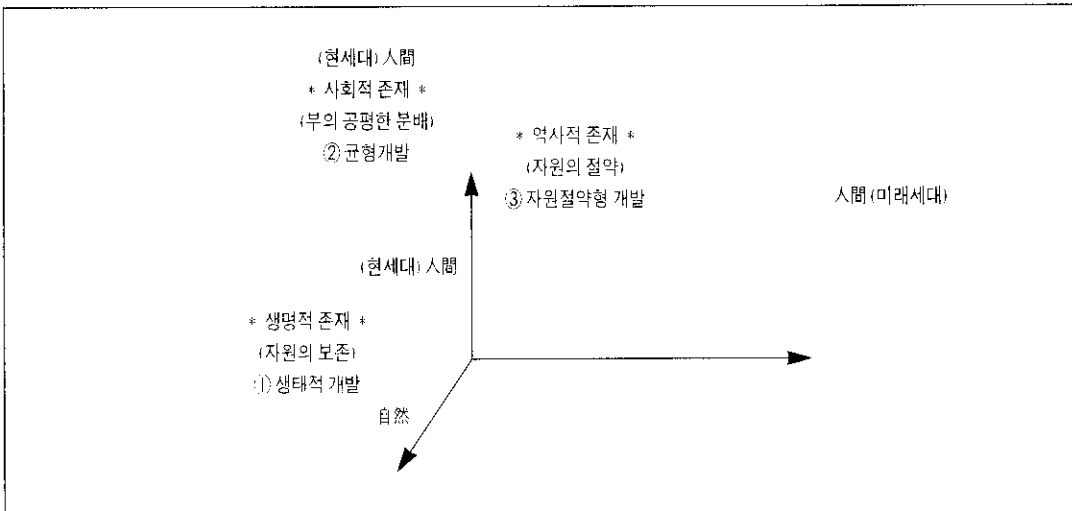 (현세대) 人間
* 사회적 존재 *
(부의 공평한 분배)
② 균형개발
* 역사적 존재 *
(자원의 절약)
③ 자원절약형 개발
人間 (미래세대)
(현세대) 人間
* 생명적 존재 *
(자원의 보존)
① 생태적 개발
自然